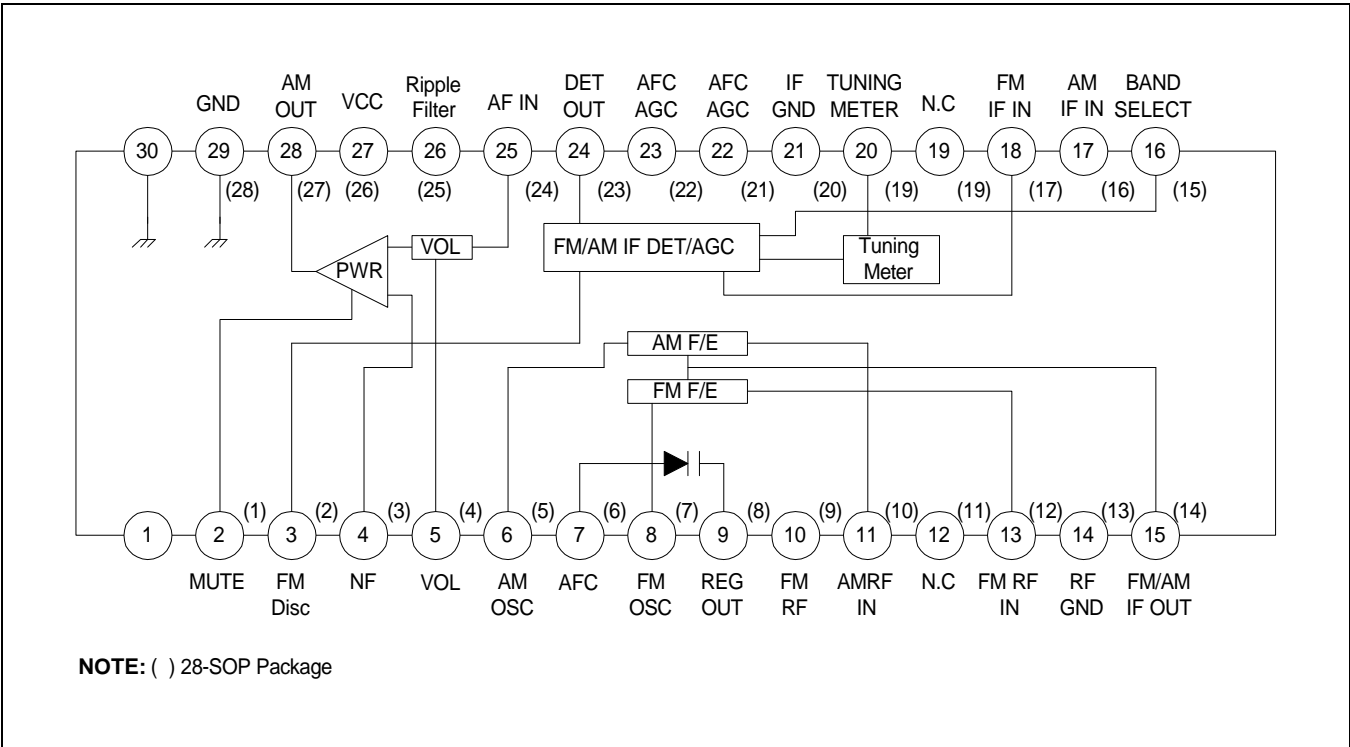 GND
AM
OUT
VCC
Ripple
Filter
AF IN
DET
OUT
AFC
AGC
AFC
AGC
IF
GND
TUNING
METER
N.C
FM
IF IN
AM
IF IN
BAND
SELECT
30 29 28 27 26 25 24 23 22 21 20 19 18 17 16
(28) (27) (26) (25) (24) (23) (22) (21) (20) (19) (19) (17) (16) (15)
VOL
PWR
FM/AM IF DET/AGC
Tuning
Meter
AM F/E
FM F/E
(1) (2) (3) (4) (5) (6) (7) (8) (9) (10) (11) (12) (13) (14)
1 2 3 4 5 6 7 8 9 10 11 12 13 14 15
MUTE
FM
Disc
NF
VOL
AM
OSC
AFC
FM
OSC
REG
OUT
FM
RF
AMRF
IN
N.C
FM RF
IN
RF
GND
FM/AM
IF OUT
NOTE: ( ) 28-SOP Package